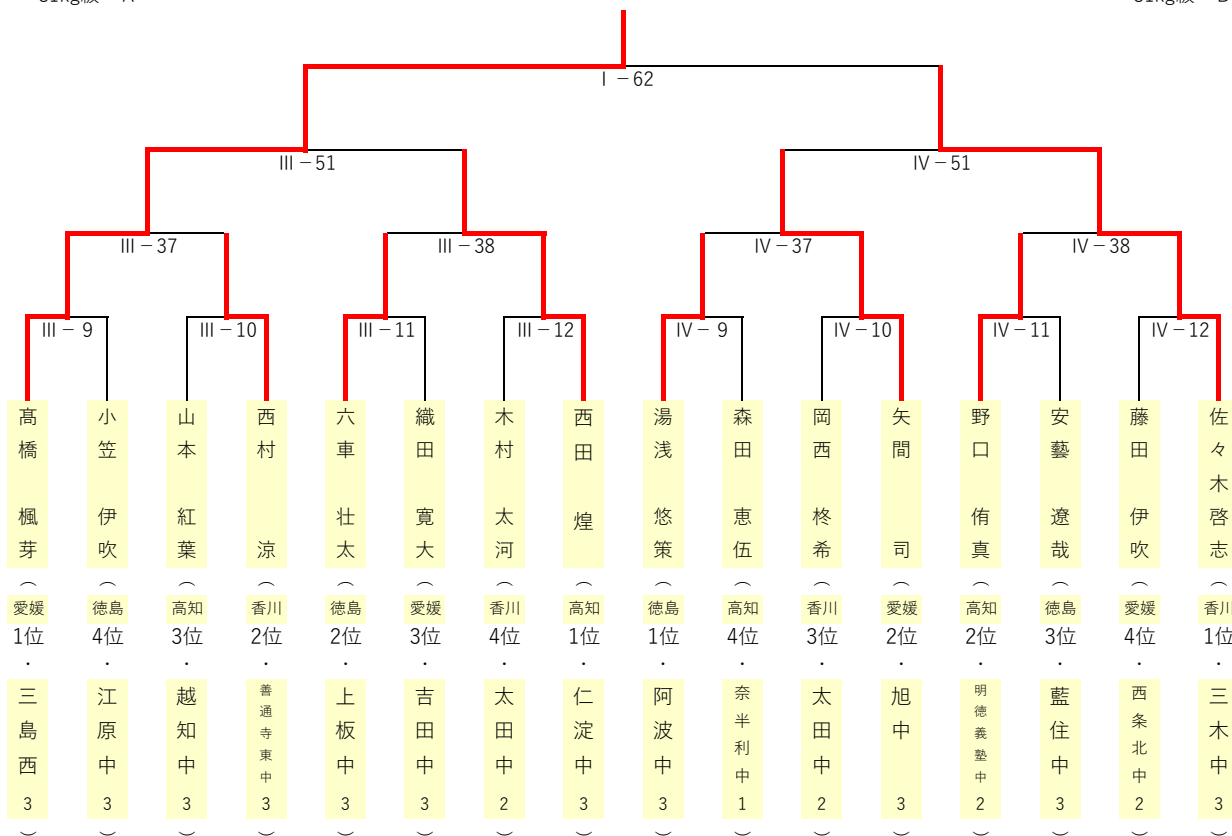 I－62
III－51
IV－51
III－37
III－38
IV－37
IV－38
III－9
III－10
III－11
III－12
IV－9
IV－10
IV－11
IV－12
髙橋 楓芽（愛媛1位・三島西3）
小笠 伊吹（徳島4位・江原中3）
山本 紅葉（高知3位・越知中3）
西村 涼（香川2位・善通寺東中3）
六車 壮太（徳島2位・上板中3）
織田 寛大（愛媛3位・吉田中3）
木村 太河（香川4位・太田中2）
西田 煌（高知1位・仁淀中3）
湯浅 悠策（徳島1位・阿波中3）
森田 恵伍（高知4位・奈半利中1）
岡西 柊希（香川3位・太田中2）
矢間 司（愛媛2位・旭中3）
野口 侑真（高知2位・明徳義塾中2）
安藝 遼哉（徳島3位・藍住中3）
藤田 伊吹（愛媛4位・西条北中2）
佐々木啓志（香川1位・三木中3）